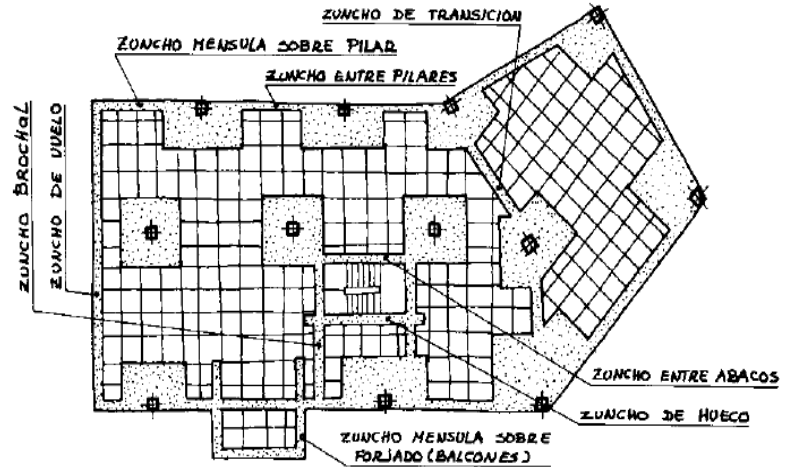 ZUNCHO DE TRANSICION
ZUNCHO MENSULA SOBRE PILAR
ZUNCHO ENTRE PILARES
ZUNCHO BROCHAL
ZUNCHO DE VUELO
ZUNCHO ENTRE ABACOS
ZUNCHO DE HUECO
ZUNCHO MENSULA SOBRE
FORJADO (BALCONES)